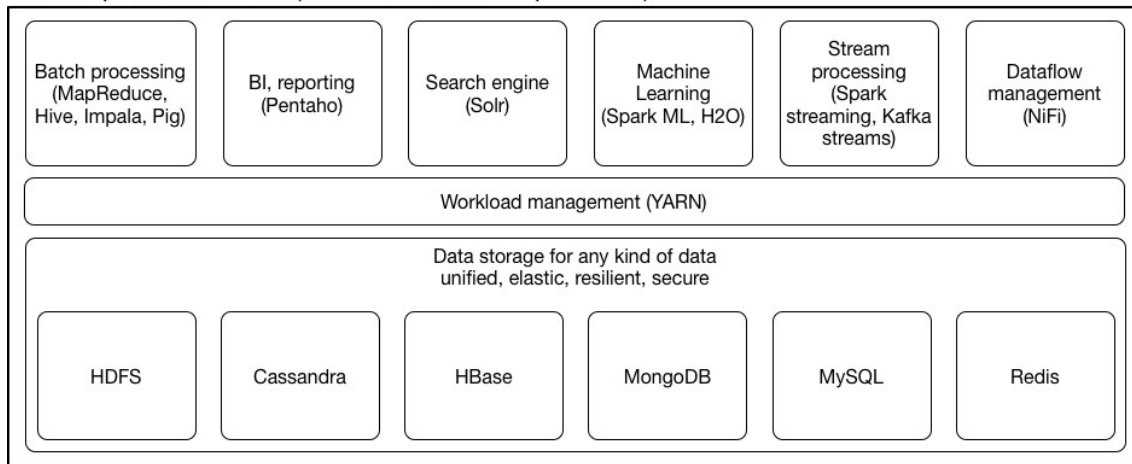 Batch processing
(MapReduce,
Hive, Impala, Pig)
BI, reporting
(Pentaho)
Search engine
(Solr)
Machine
Learning
(Spark ML, H2O)
Stream
processing
(Spark
streaming, Kafka
streams)
Dataflow
management
(NiFi)
Workload management (YARN)
Data storage for any kind of data
unified, elastic, resilient, secure
HDFS
Cassandra
HBase
MongoDB
MySQL
Redis